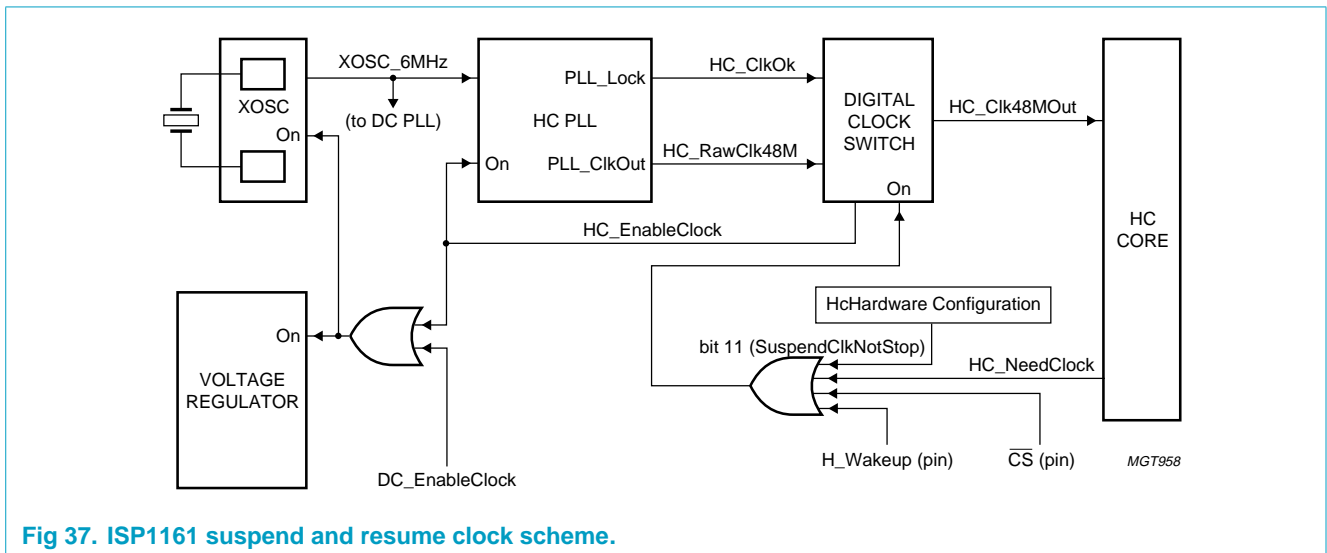 XOSC_6MHz
XOSC
On
(to DC PLL)
PLL_Lock
HC PLL
On
PLL_ClkOut
HC_ClkOk
HC_RawClk48M
DIGITAL
CLOCK
SWITCH
On
HC_Clk48MOut
HC
CORE
HC_EnableClock
HcHardware Configuration
On
bit 11 (SuspendClkNotStop)
HC_NeedClock
VOLTAGE
REGULATOR
H_Wakeup (pin)
C̅S̅ (pin)
DC_EnableClock
MGT958
Fig 37. ISP1161 suspend and resume clock scheme.